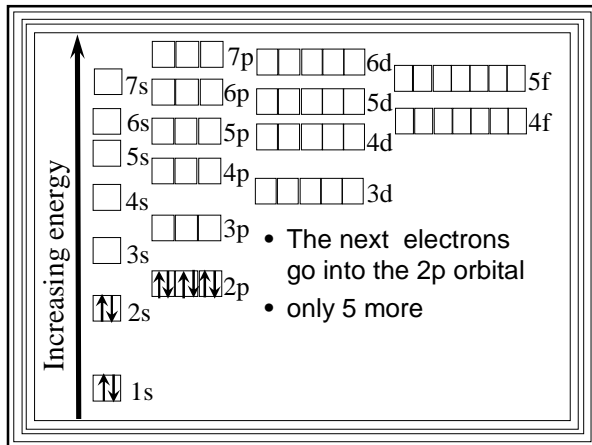 Increasing energy
7p
6d
7s
5f
6p
5d
6s
4f
5p
4d
5s
4p
4s
3d
3p
3s
• The next electrons
go into the 2p orbital
2p
• only 5 more
2s
1s